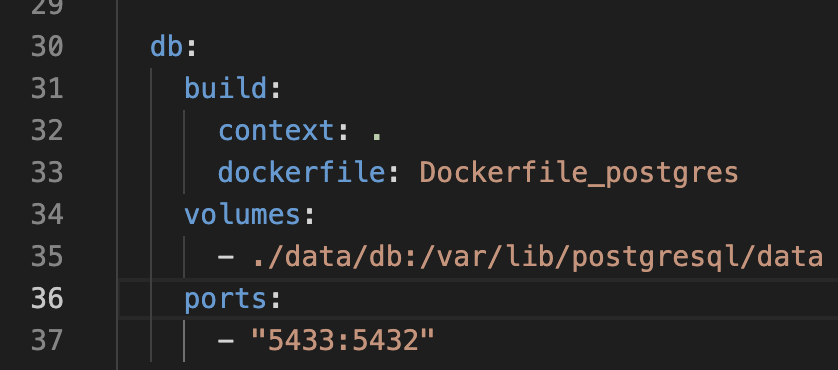 29
30 db:
31 build:
32 context: .
33 dockerfile: Dockerfile_postgres
34 volumes:
35 - ./data/db:/var/lib/postgresql/data
36 ports:
37 - "5433:5432"